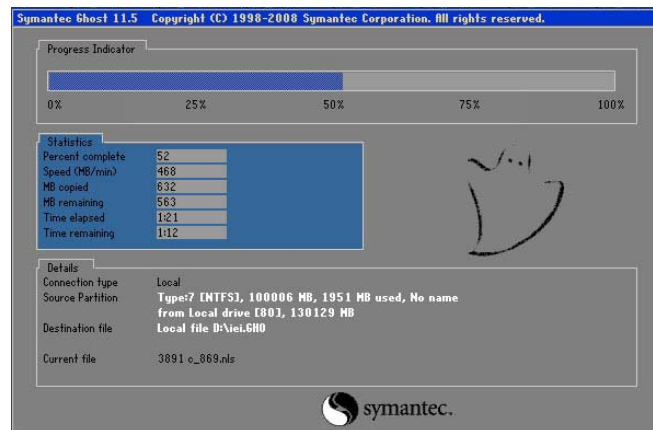 Symantec Ghost 11.5 Copyright (C) 1998-2008 Symantec Corporation. All rights reserved.
Progress Indicator
0% 25% 50% 75% 100%
Statistics
Percent complete 52
Speed (MB/min) 468
MB copied 632
MB remaining 563
Time elapsed 1:21
Time remaining 1:12
Details
Connection type Local
Source Partition Type:7 [NTFS], 100006 MB, 1951 MB used, No name
from Local drive [80], 130129 MB
Destination file Local file D:\iei.GHO
Current file 3891 c_869.nls
symantec.